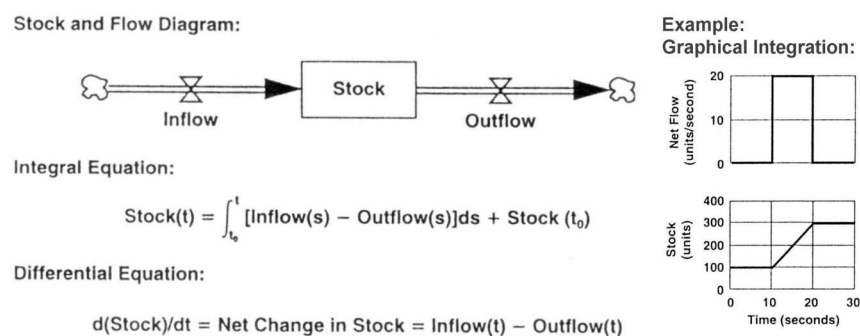 Stock and Flow Diagram:
Stock
Inflow
Outflow
Integral Equation:
Stock(t) = ∫ₜ₀ᵗ [Inflow(s) – Outflow(s)]ds + Stock (t₀)
Differential Equation:
d(Stock)/dt = Net Change in Stock = Inflow(t) – Outflow(t)
Example:
Graphical Integration:
Net Flow
(units/second)
20
10
0
Stock
(units)
400
300
200
100
0
0 10 20 30
Time (seconds)